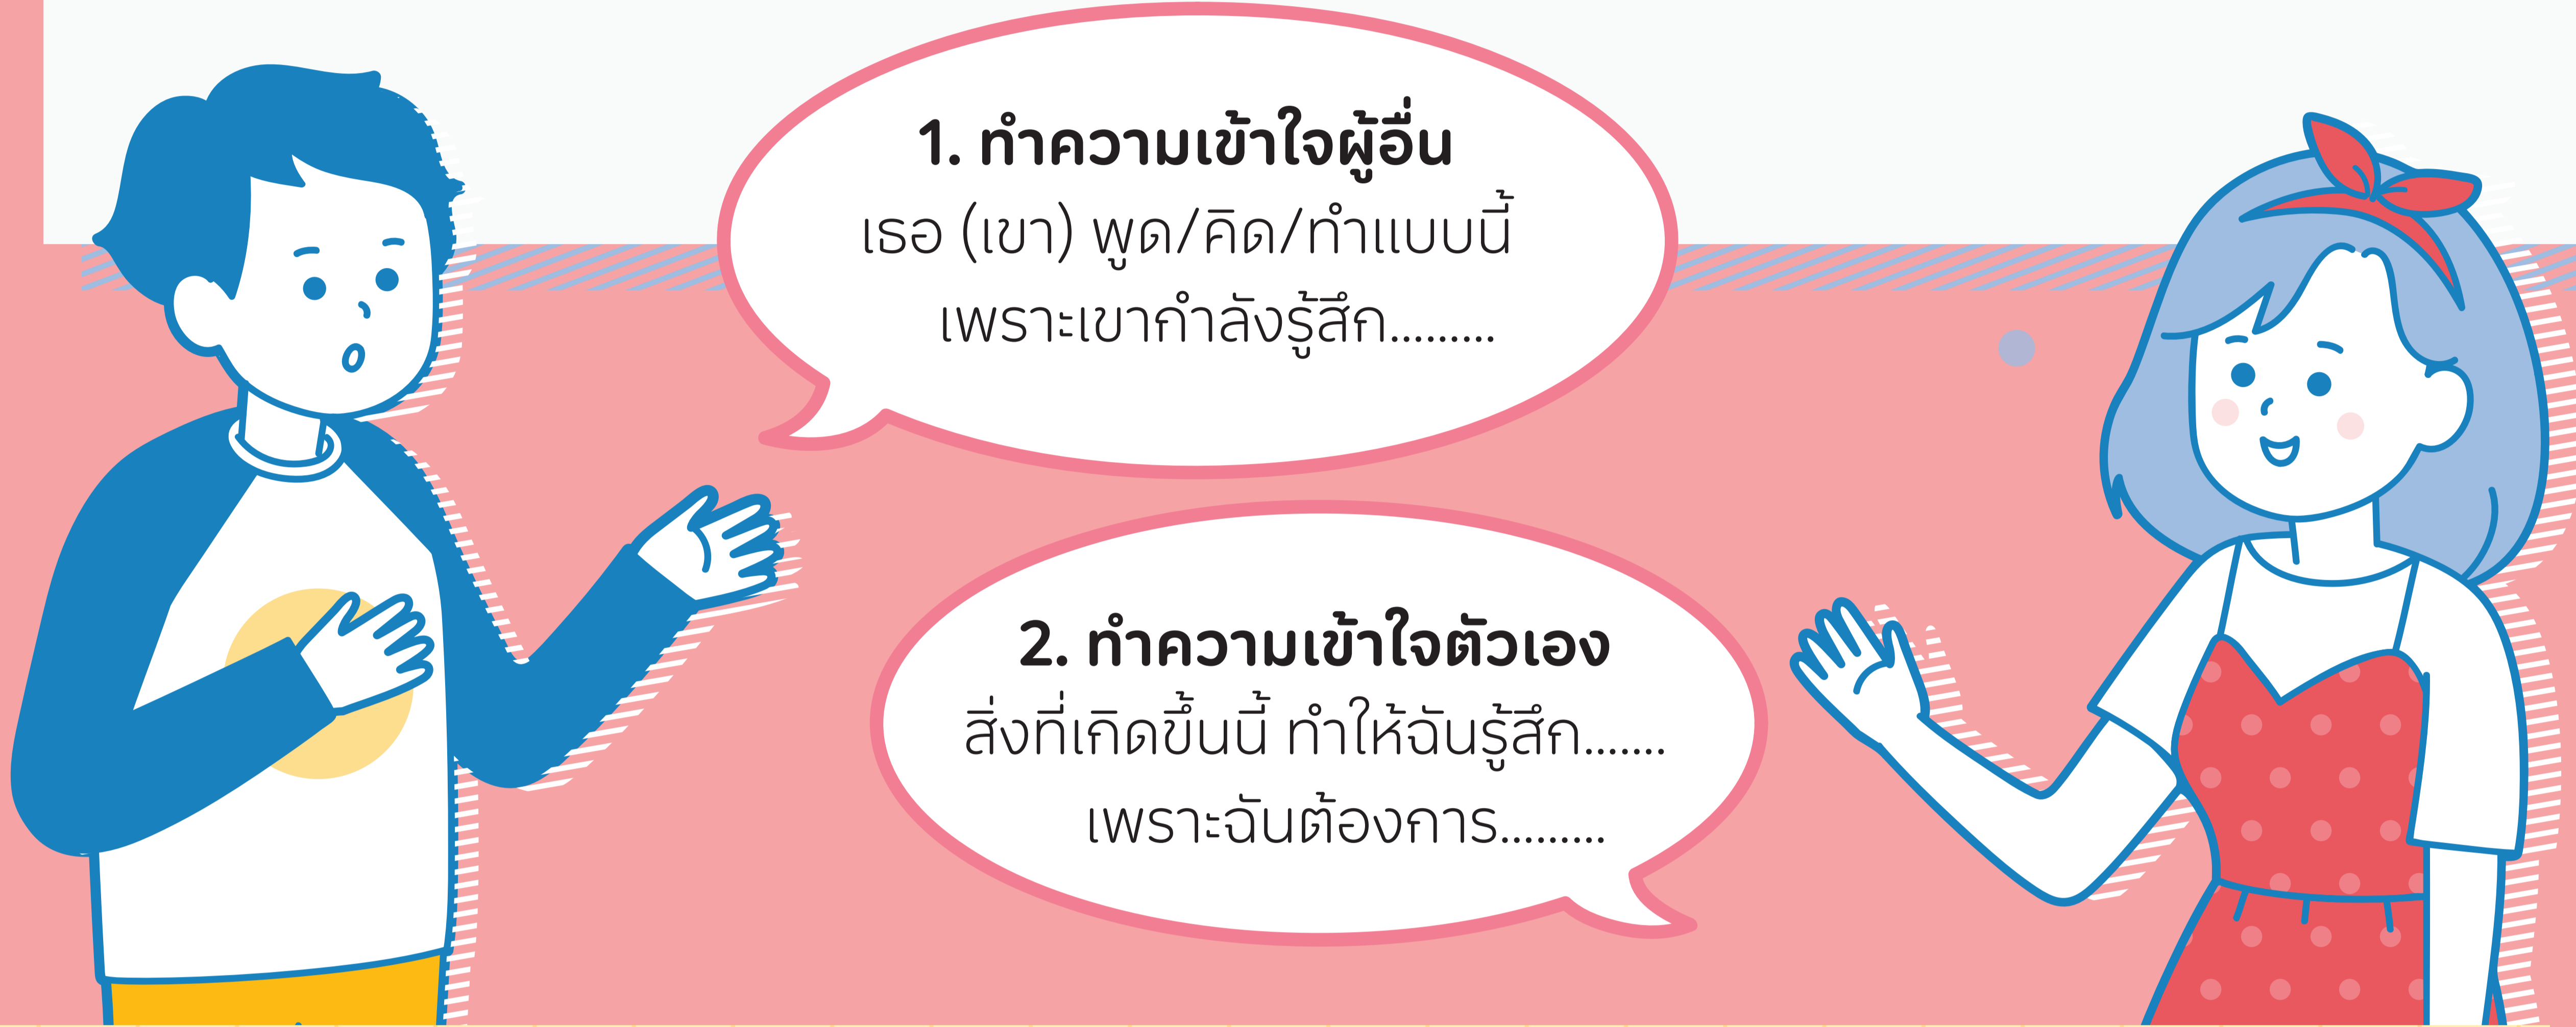 1. ทำความเข้าใจผู้อื่น
เธอ (เขา) พูด/คิด/ทำแบบนี้
เพราะเขากำลังรู้สึก.........
2. ทำความเข้าใจตัวเอง
สิ่งที่เกิดขึ้นนี้ ทำให้ฉันรู้สึก.......
เพราะฉันต้องการ.........